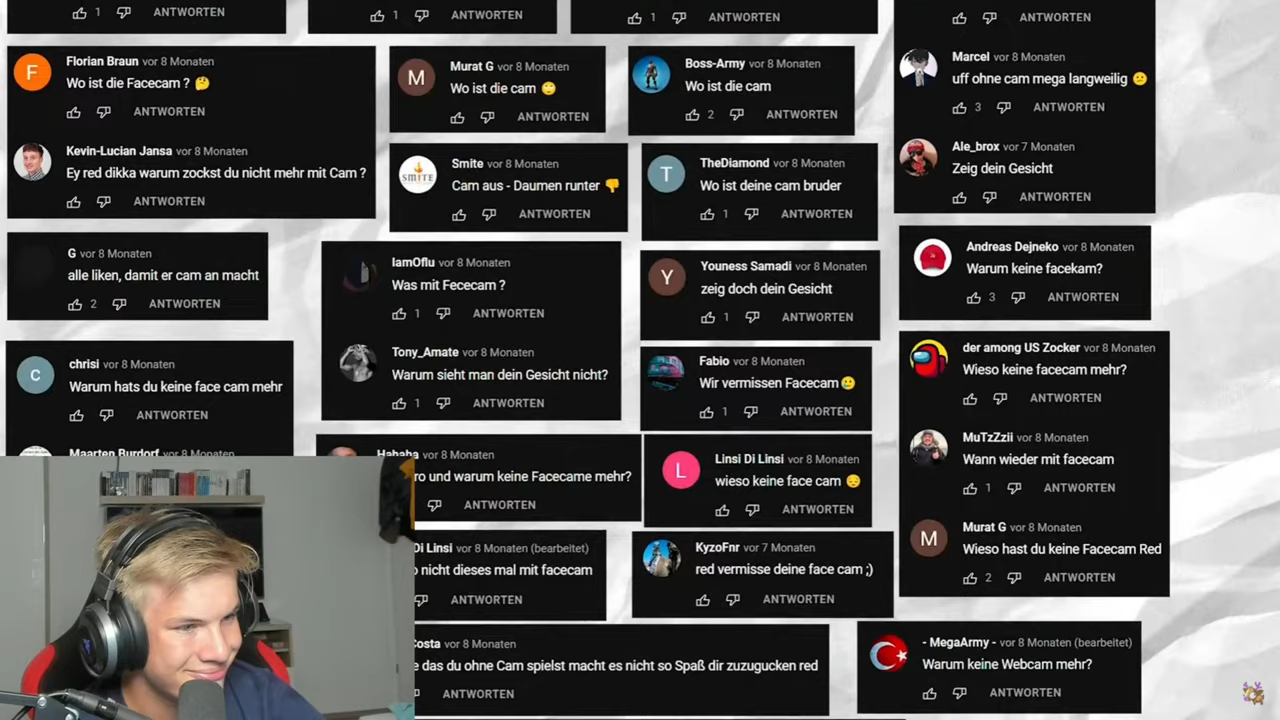 1 ANTWORTEN
1 ANTWORTEN
1 ANTWORTEN
ANTWORTEN
Florian Braun vor 8 Monaten
Wo ist die Facecam ? 🤔
ANTWORTEN
Kevin-Lucian Jansa vor 8 Monaten
Ey red dikka warum zockst du nicht mehr mit Cam ?
ANTWORTEN
M
Murat G vor 8 Monaten
Wo ist die cam 🙄
ANTWORTEN
Boss-Army vor 8 Monaten
Wo ist die cam
2 ANTWORTEN
Marcel vor 8 Monaten
uff ohne cam mega langweilig 😕
3 ANTWORTEN
Ale_brox vor 7 Monaten
Zeig dein Gesicht
ANTWORTEN
F
SMITE
Smite vor 8 Monaten
Cam aus - Daumen runter 👎
ANTWORTEN
T
TheDiamond vor 8 Monaten
Wo ist deine cam bruder
1 ANTWORTEN
G vor 8 Monaten
alle liken, damit er cam an macht
2 ANTWORTEN
IamOflu vor 8 Monaten
Was mit Fececam ?
1 ANTWORTEN
Tony_Amate vor 8 Monaten
Warum sieht man dein Gesicht nicht?
1 ANTWORTEN
Y
Youness Samadi vor 8 Monaten
zeig doch dein Gesicht
1 ANTWORTEN
Andreas Dejneko vor 8 Monaten
Warum keine facekam?
3 ANTWORTEN
C
chrisi vor 8 Monaten
Warum hats du keine face cam mehr
ANTWORTEN
Maarten Burdorf vor 8 Monaten
Fabio vor 8 Monaten
Wir vermissen Facecam🥲
1 ANTWORTEN
der among US Zocker vor 8 Monaten
Wieso keine facecam mehr?
ANTWORTEN
MuTzZzii vor 8 Monaten
Wann wieder mit facecam
1 ANTWORTEN
M
Murat G vor 8 Monaten
Wieso hast du keine Facecam Red
2 ANTWORTEN
Hahaha vor 8 Monaten
ro und warum keine Facecame mehr?
ANTWORTEN
L
Linsi Di Linsi vor 8 Monaten
wieso keine face cam 😔
ANTWORTEN
Di Linsi vor 8 Monaten (bearbeitet)
nicht dieses mal mit facecam
ANTWORTEN
KyzoFnr vor 7 Monaten
red vermisse deine face cam ;)
ANTWORTEN
Costa vor 8 Monaten
e das du ohne Cam spielst macht es nicht so Spaß dir zuzugucken red
ANTWORTEN
- MegaArmy - vor 8 Monaten (bearbeitet)
Warum keine Webcam mehr?
ANTWORTEN